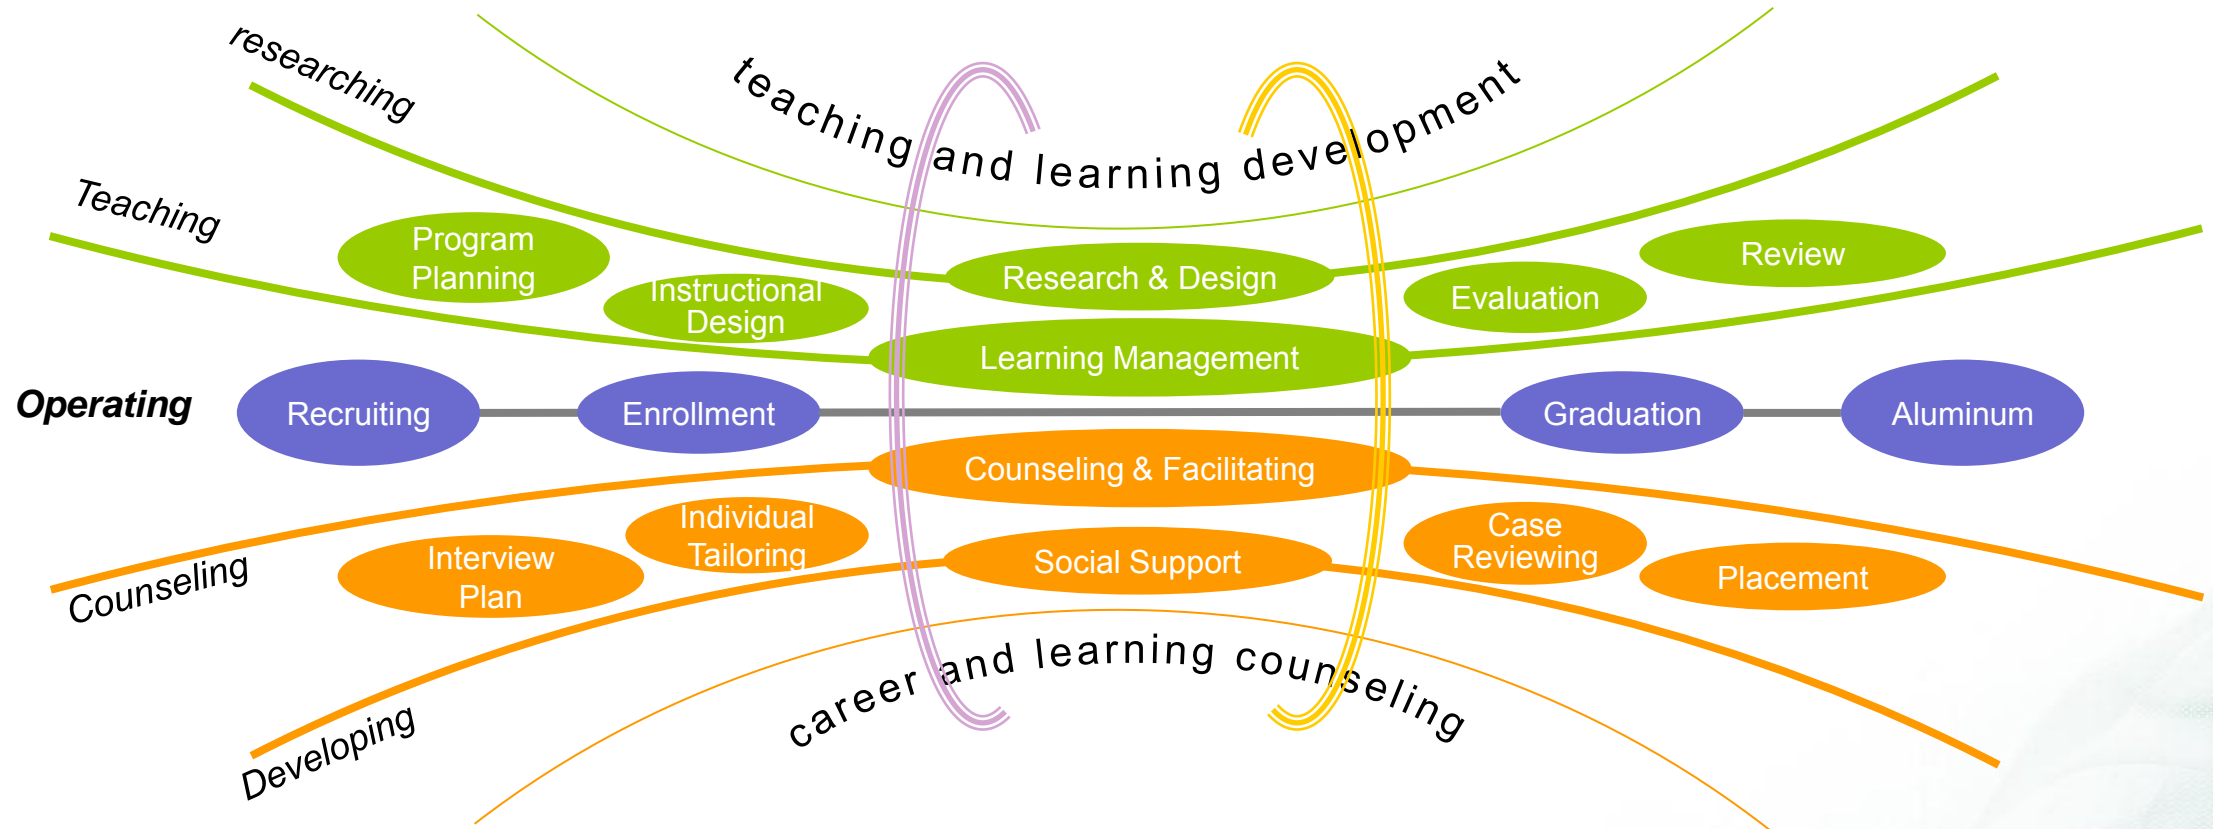 researching
teaching and learning development
Teaching
Program
Planning
Instructional
Design
Research & Design
Evaluation
Review
Learning Management
Operating
Recruiting
Enrollment
Graduation
Aluminum
Counseling & Facilitating
Counseling
Interview
Plan
Individual
Tailoring
Social Support
Case
Reviewing
Placement
Developing
career and learning counseling